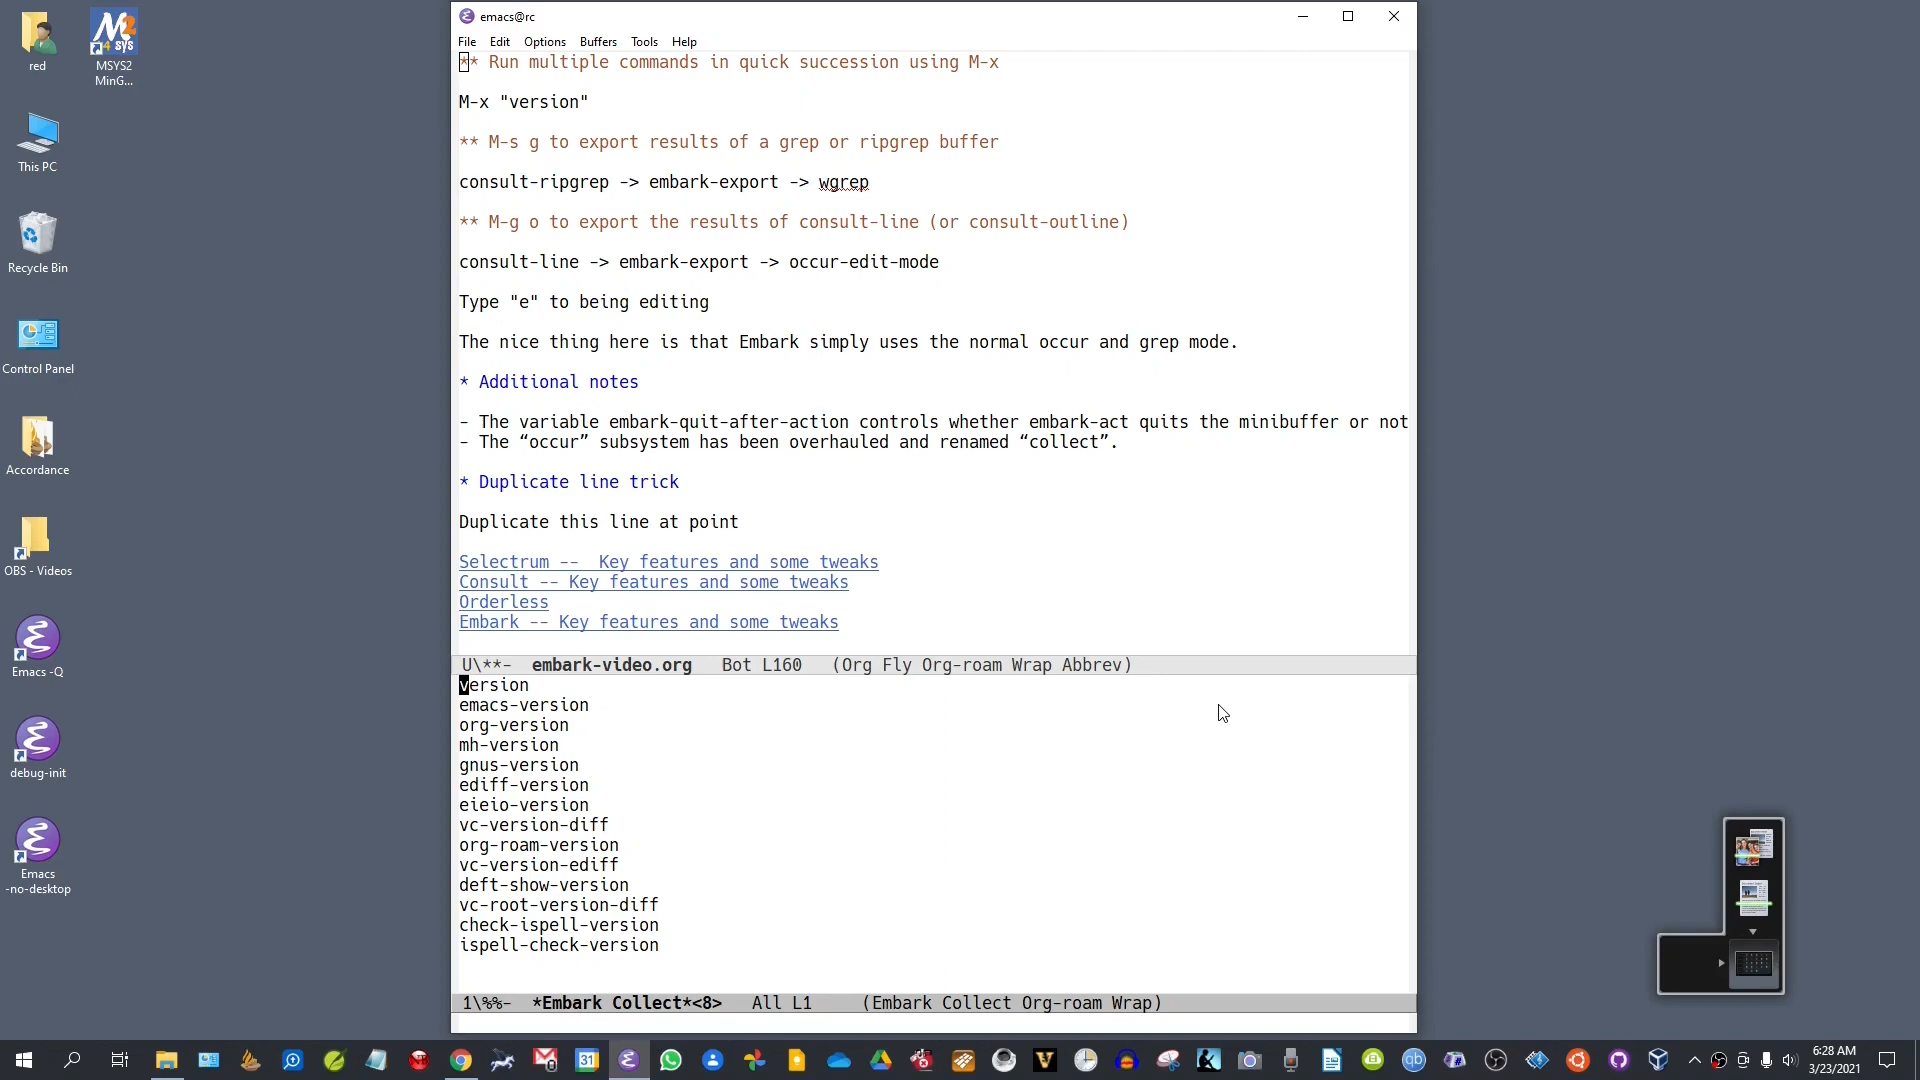 emacs@rc
File Edit Options Buffers Tools Help
** Run multiple commands in quick succession using M-x
M-x "version"
** M-s g to export results of a grep or ripgrep buffer
consult-ripgrep -> embark-export -> wgrep
** M-g o to export the results of consult-line (or consult-outline)
consult-line -> embark-export -> occur-edit-mode
Type "e" to being editing
The nice thing here is that Embark simply uses the normal occur and grep mode.
* Additional notes
- The variable embark-quit-after-action controls whether embark-act quits the minibuffer or not
- The “occur” subsystem has been overhauled and renamed “collect”.
* Duplicate line trick
Duplicate this line at point
Selectrum --  Key features and some tweaks
Consult -- Key features and some tweaks
Orderless
Embark -- Key features and some tweaks
U\**-  embark-video.org   Bot L160   (Org Fly Org-roam Wrap Abbrev)
version
emacs-version
org-version
mh-version
gnus-version
ediff-version
eieio-version
vc-version-diff
org-roam-version
vc-version-ediff
deft-show-version
vc-root-version-diff
check-ispell-version
ispell-check-version
1\%%-  *Embark Collect*<8>   All L1     (Embark Collect Org-roam Wrap)
red
This PC
Recycle Bin
Control Panel
Accordance
OBS - Videos
Emacs -Q
debug-init
Emacs
-no-desktop
MSYS2
MinG...
6:28 AM
3/23/2021